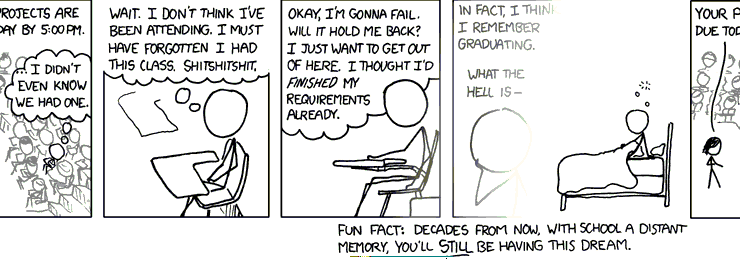 ROJECTS ARE
DAY BY 5:00 PM.
... I DIDN'T
EVEN KNOW
WE HAD ONE.
WAIT. I DON'T THINK I'VE
BEEN ATTENDING. I MUST
HAVE FORGOTTEN I HAD
THIS CLASS. SHITSHITSHIT,
OKAY, I'M GONNA FAIL.
WILL IT HOLD ME BACK?
I JUST WANT TO GET OUT
OF HERE. I THOUGHT I'D
FINISHED MY
REQUIREMENTS
ALREADY.
IN FACT, I THIN
I REMEMBER
GRADUATING.
WHAT THE
HELL IS—
YOUR P
DUE TOD
FUN FACT: DECADES FROM NOW, WITH SCHOOL A DISTANT
MEMORY, YOU'LL STILL BE HAVING THIS DREAM.